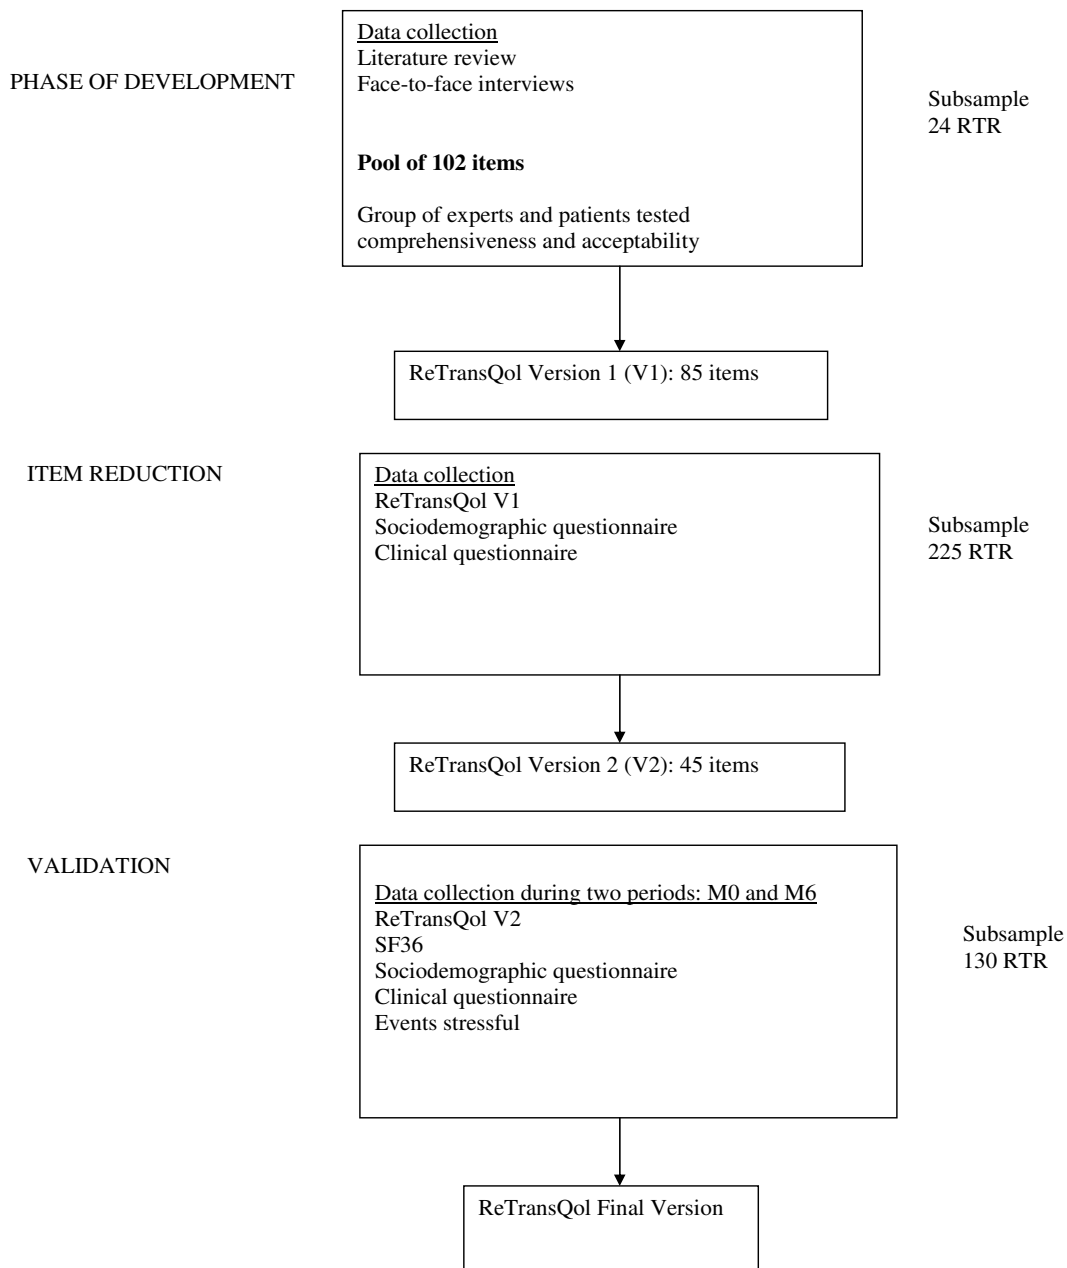 PHASE OF DEVELOPMENT
Data collection
Literature review
Face-to-face interviews
Pool of 102 items
Group of experts and patients tested
comprehensiveness and acceptability
Subsample
24 RTR
ReTransQol Version 1 (V1): 85 items
ITEM REDUCTION
Data collection
ReTransQol V1
Sociodemographic questionnaire
Clinical questionnaire
Subsample
225 RTR
ReTransQol Version 2 (V2): 45 items
VALIDATION
Data collection during two periods: M0 and M6
ReTransQol V2
SF36
Sociodemographic questionnaire
Clinical questionnaire
Events stressful
Subsample
130 RTR
ReTransQol Final Version